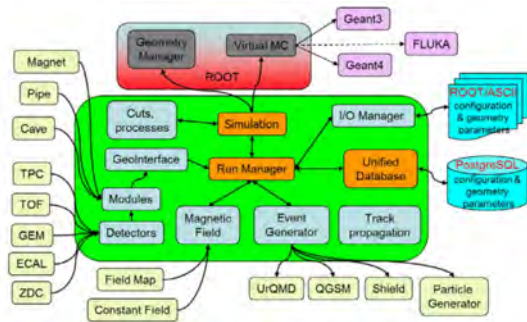 Geant3
Magnet
Geometry
Manager
Virtual MC
FLUKA
Pipe
ROOT
Geant4
Cave
Cuts,
processes
Simulation
I/O Manager
ROOT/ASCII
configuration
& geometry
parameters
GeoInterface
Run Manager
TPC
Unified
Database
PostgreSQL
configuration &
geometry
parameters
TOF
Modules
GEM
Detectors
Magnetic
Field
Event
Generator
Track
propagation
ECAL
ZDC
Field Map
Constant Field
UrQMD
QGSM
Shield
Particle
Generator